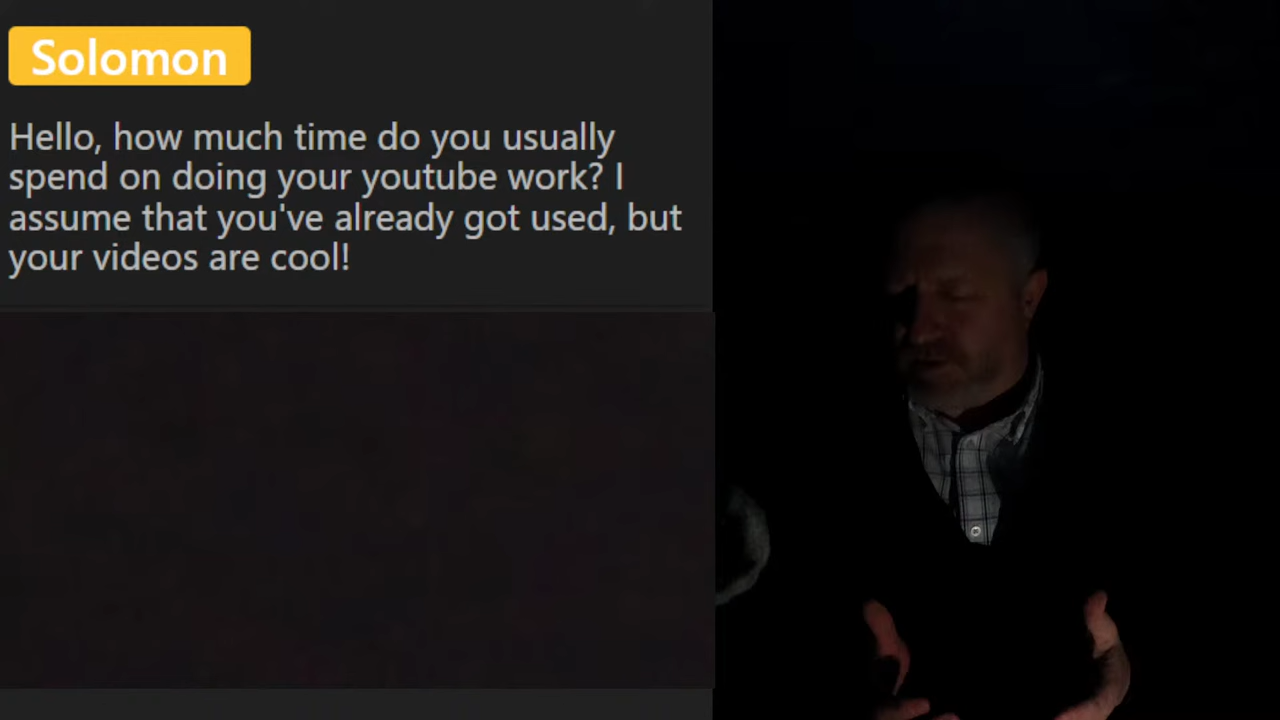 Solomon
Hello, how much time do you usually
spend on doing your youtube work? I
assume that you've already got used, but
your videos are cool!